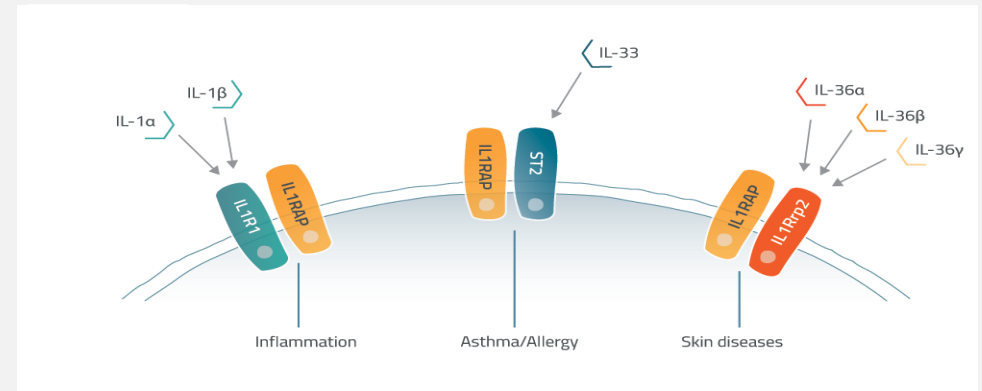 IL-33
IL-1β
IL-1α
IL-36α
IL-36β
IL-36γ
IL1R1
IL1RAP
IL1RAP
ST2
IL1RAP
IL1Rrp2
Inflammation
Asthma/Allergy
Skin diseases